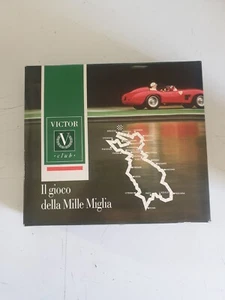 VICTOR
V
club
Il gioco
della Mille Miglia